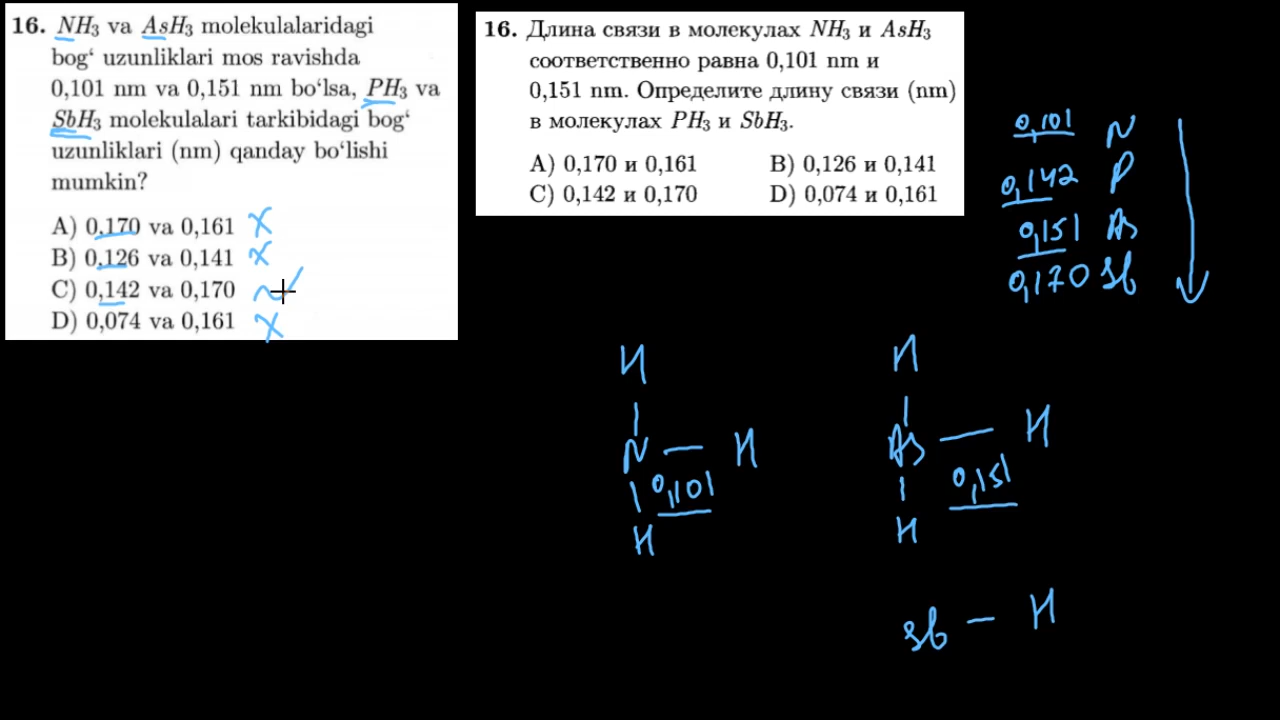 16. NH₃ va AsH₃ molekulalaridagi
bog‘ uzunliklari mos ravishda
0,101 nm va 0,151 nm bo‘lsa, PH₃ va
SbH₃ molekulalari tarkibidagi bog‘
uzunliklari (nm) qanday bo‘lishi
mumkin?
A) 0,170 va 0,161
B) 0,126 va 0,141
C) 0,142 va 0,170
D) 0,074 va 0,161
16. Длина связи в молекулах NH₃ и AsH₃
соответственно равна 0,101 nm и
0,151 nm. Определите длину связи (nm)
в молекулах PH₃ и SbH₃.
A) 0,170 и 0,161 B) 0,126 и 0,141
C) 0,142 и 0,170 D) 0,074 и 0,161
0,101 N
0,142 P
0,151 As
0,170 Sb
H
N — H
0,101
H
H
As — H
0,151
H
Sb — H